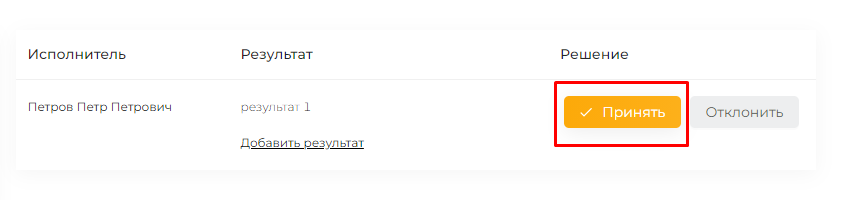 Исполнитель Результат Решение
Петров Петр Петрович результат 1 Принять Отклонить
Добавить результат